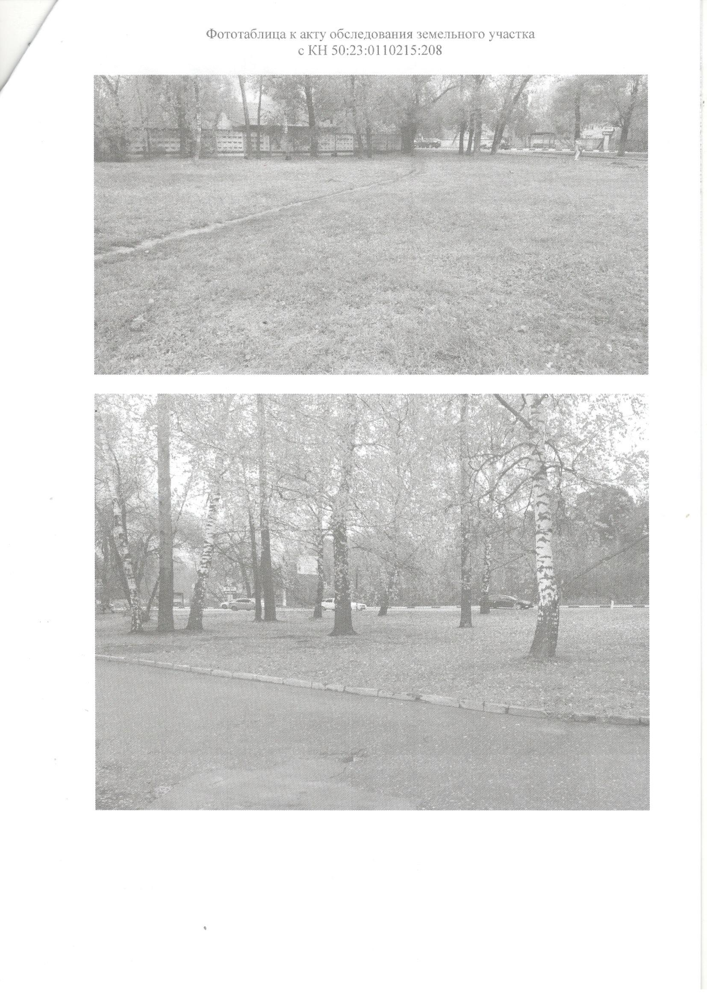 Фототаблица к акту обследования земельного участка
с КН 50:23:0110215:208